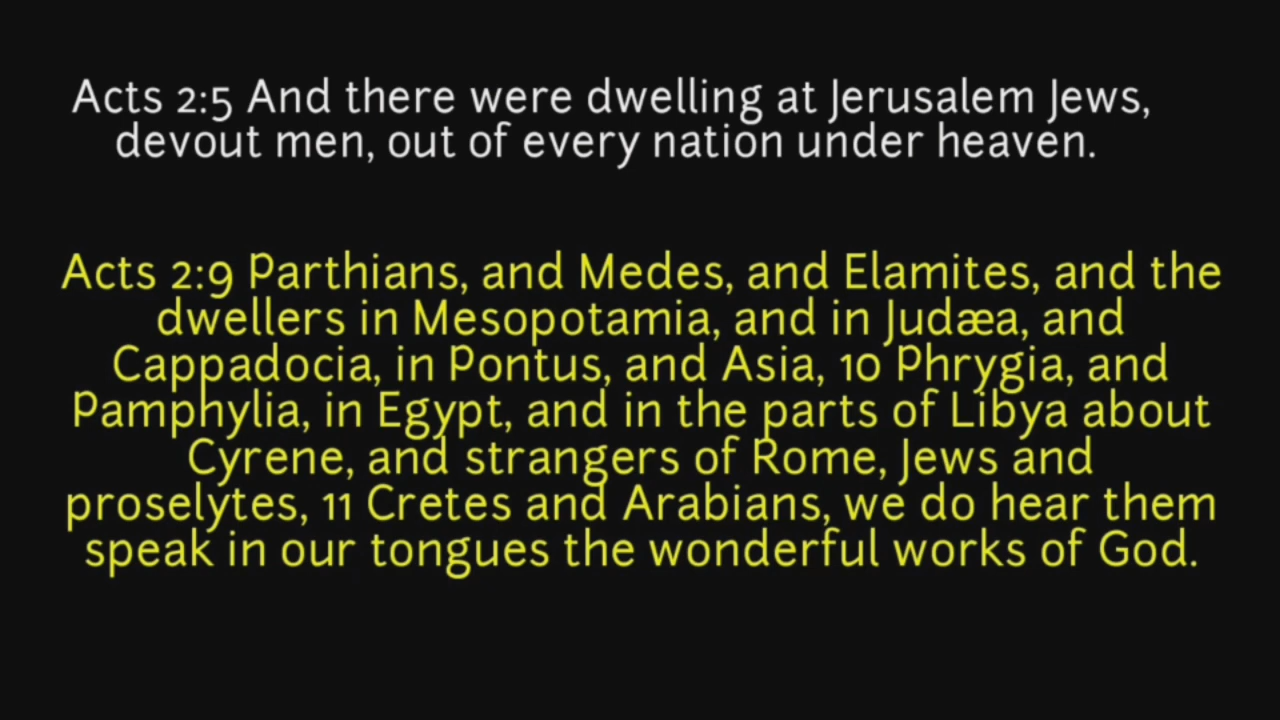 Acts 2:5 And there were dwelling at Jerusalem Jews,
devout men, out of every nation under heaven.
Acts 2:9 Parthians, and Medes, and Elamites, and the
dwellers in Mesopotamia, and in Judæa, and
Cappadocia, in Pontus, and Asia, 10 Phrygia, and
Pamphylia, in Egypt, and in the parts of Libya about
Cyrene, and strangers of Rome, Jews and
proselytes, 11 Cretes and Arabians, we do hear them
speak in our tongues the wonderful works of God.